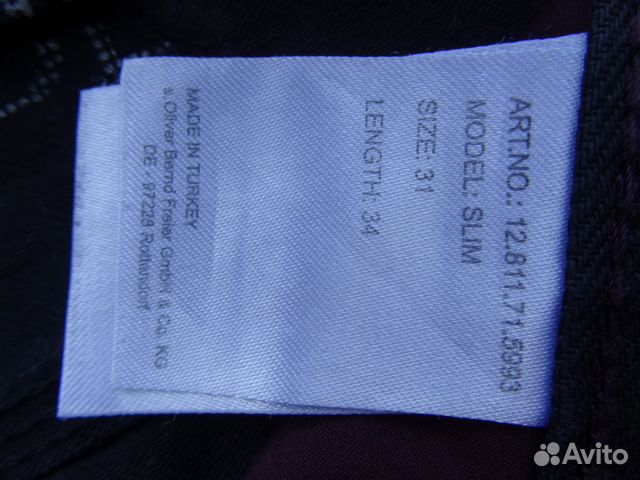 ART.NO.: 12.811.71.5983
MODEL: SLIM
SIZE: 31
LENGTH: 34
MADE IN TURKEY
s.Oliver Bernd Freier GmbH & Co. KG
DE - 97228 Rottendorf
Avito